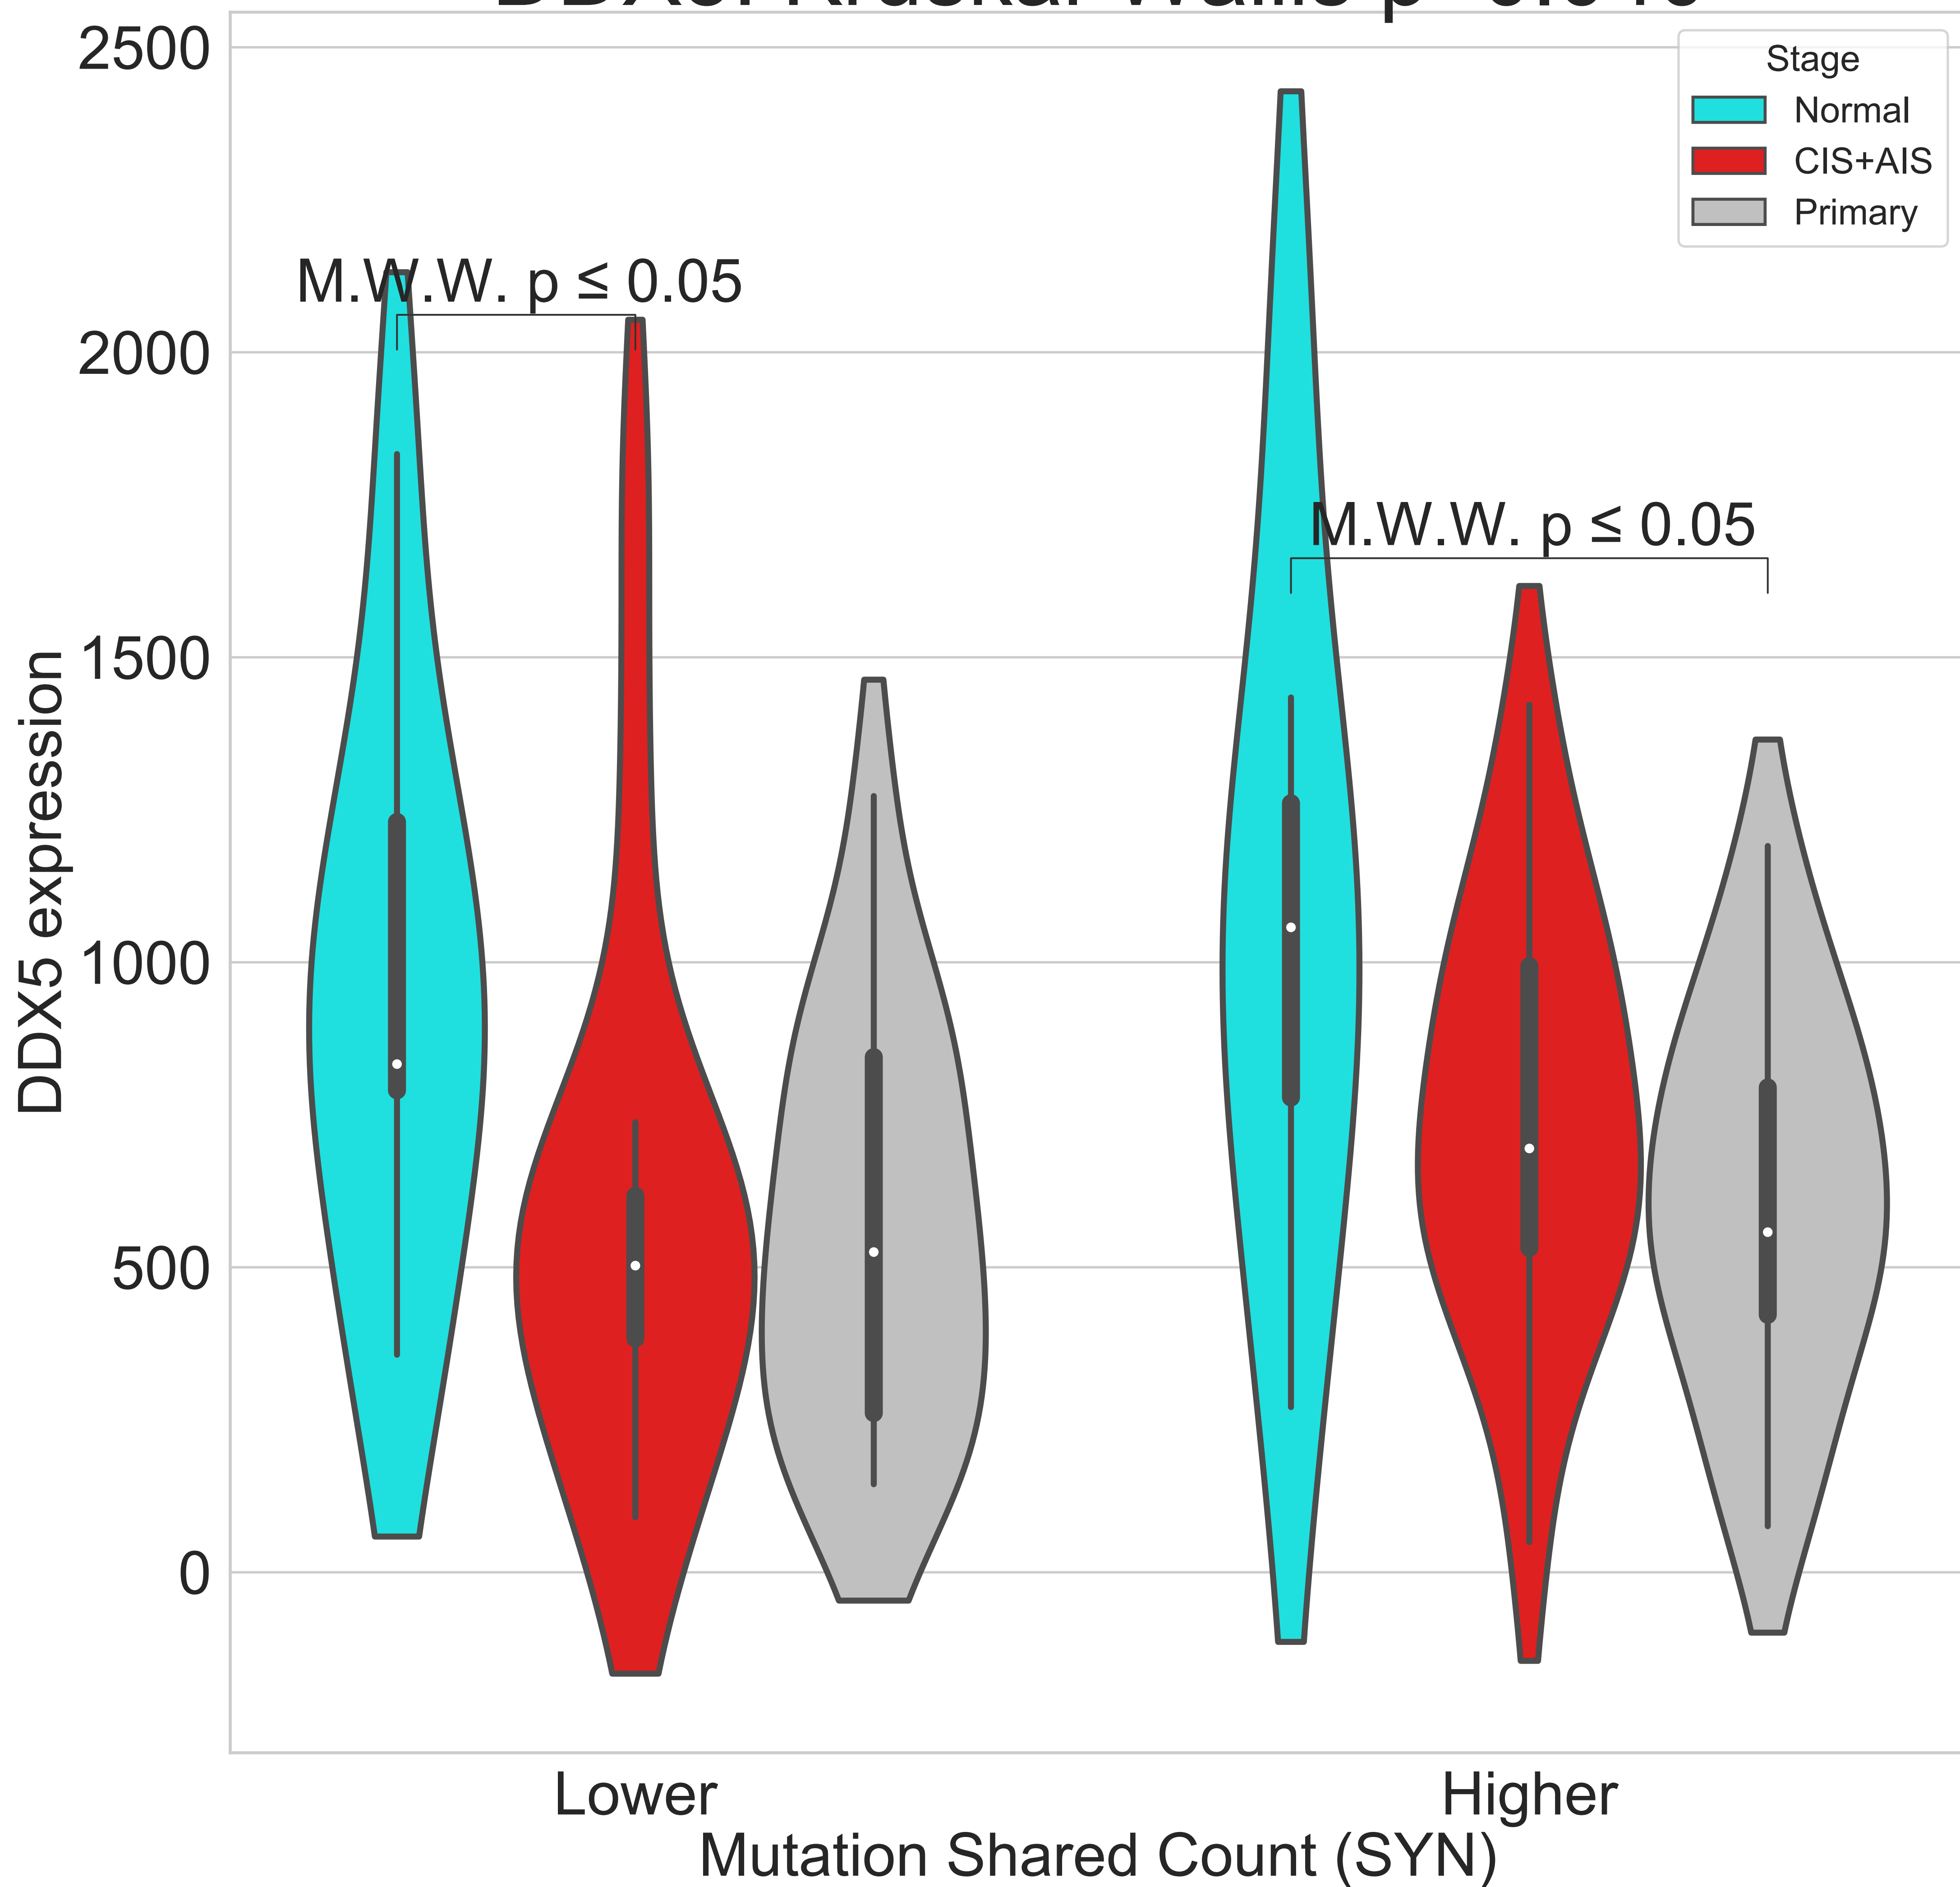 2500
2000
1500
1000
500
0
DDX5 expression
Stage
Normal
CIS+AIS
Primary
M.W.W. p ≤ 0.05
M.W.W. p ≤ 0.05
Lower
Higher
Mutation Shared Count (SYN)